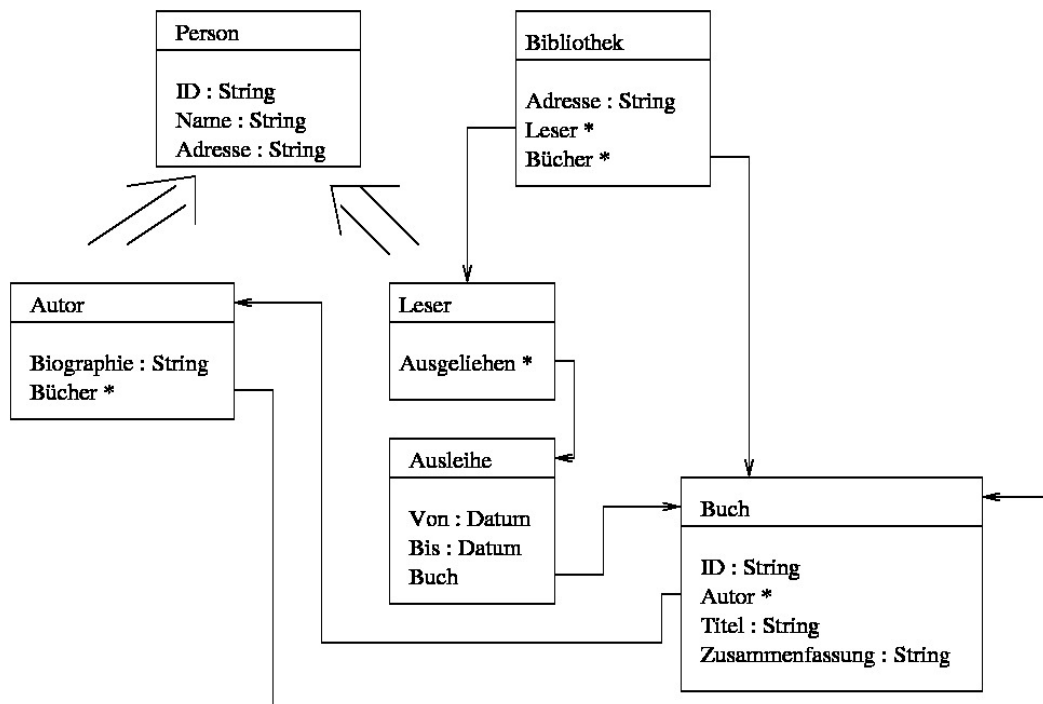 Person
ID : String
Name : String
Adresse : String
Bibliothek
Adresse : String
Leser *
Bücher *
Autor
Biographie : String
Bücher *
Leser
Ausgeliehen *
Ausleihe
Von : Datum
Bis : Datum
Buch
Buch
ID : String
Autor *
Titel : String
Zusammenfassung : String